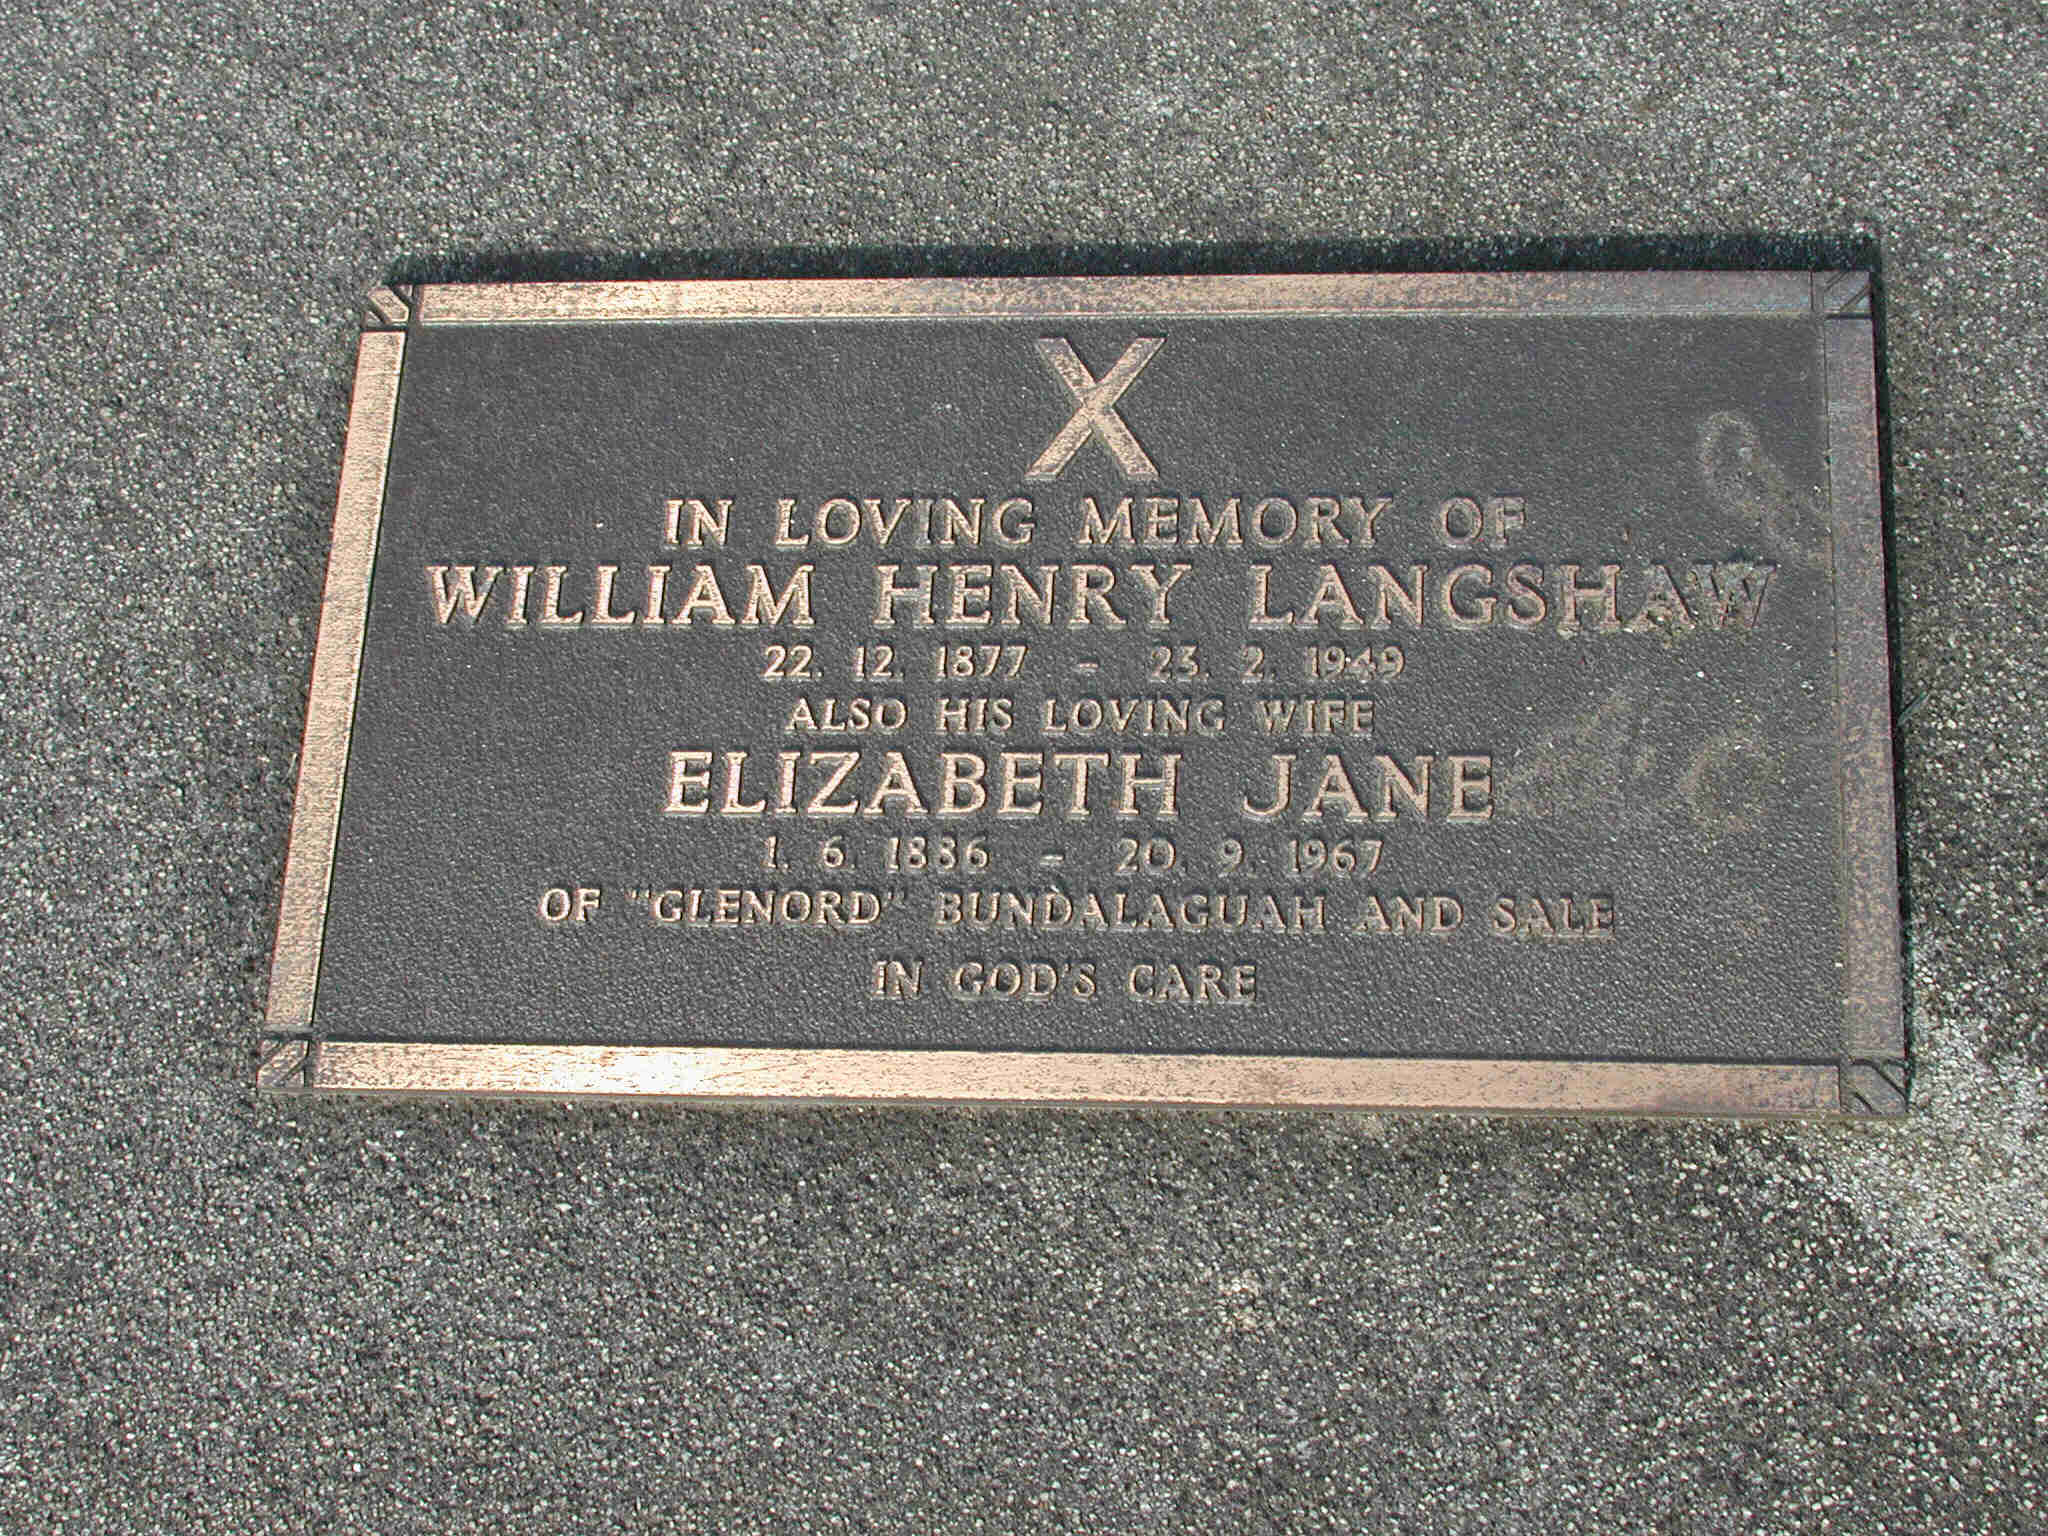 IN LOVING MEMORY OF
WILLIAM HENRY LANGSHAW
22. 12. 1877 - 23. 2. 1949
ALSO HIS LOVING WIFE
ELIZABETH JANE
1. 6. 1886 - 20. 9. 1967
OF "GLENORD" BUNDALAGUAH AND SALE
IN GOD'S CARE